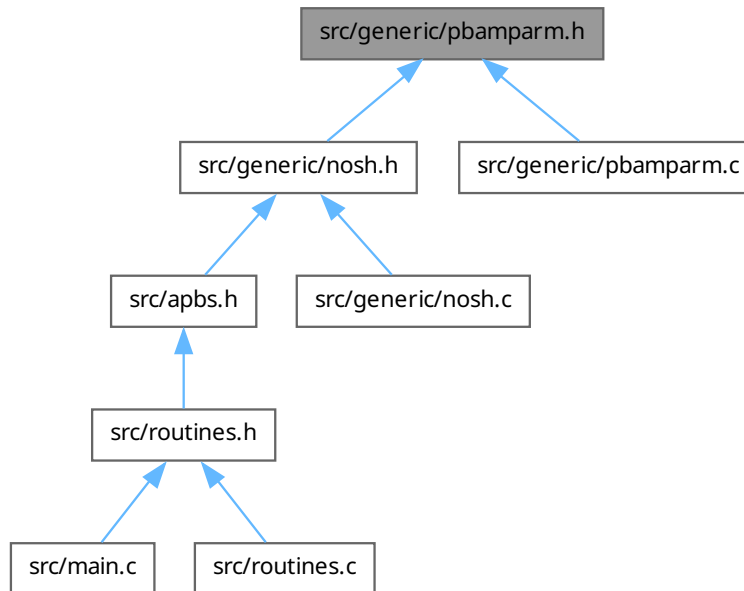 src/generic/pbamparm.h
src/generic/nosh.h
src/generic/pbamparm.c
src/apbs.h
src/generic/nosh.c
src/routines.h
src/main.c
src/routines.c